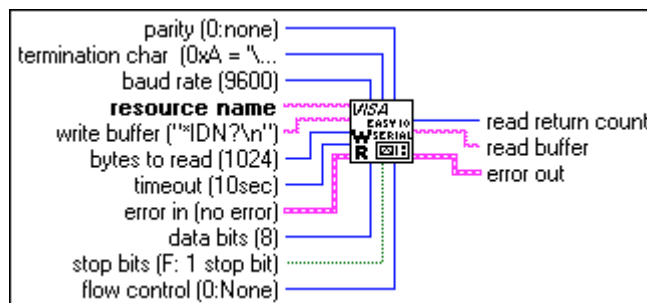 parity (0:none)
termination char (0xA = "\...
baud rate (9600)
resource name
write buffer ("*IDN?\n")
bytes to read (1024)
timeout (10sec)
error in (no error)
data bits (8)
stop bits (F: 1 stop bit)
flow control (0:None)
VISA
EASY IO
W SERIAL
R
read return count
read buffer
error out